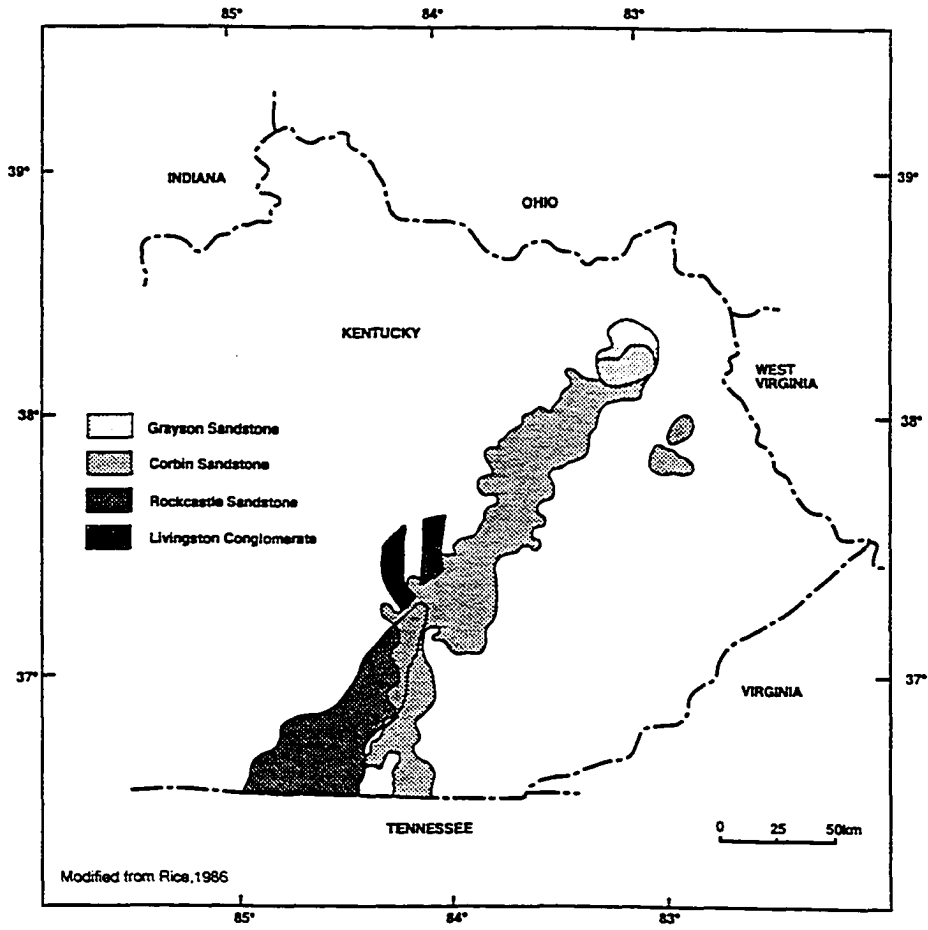 85°
84°
83°
39°
39°
INDIANA
OHIO
KENTUCKY
WEST
VIRGINIA
38°
38°
Grayson Sandstone
Corbin Sandstone
Rockcastle Sandstone
Livingston Conglomerate
37°
37°
VIRGINIA
TENNESSEE
0 25 50km
Modified from Rice,1986
85°
84°
83°